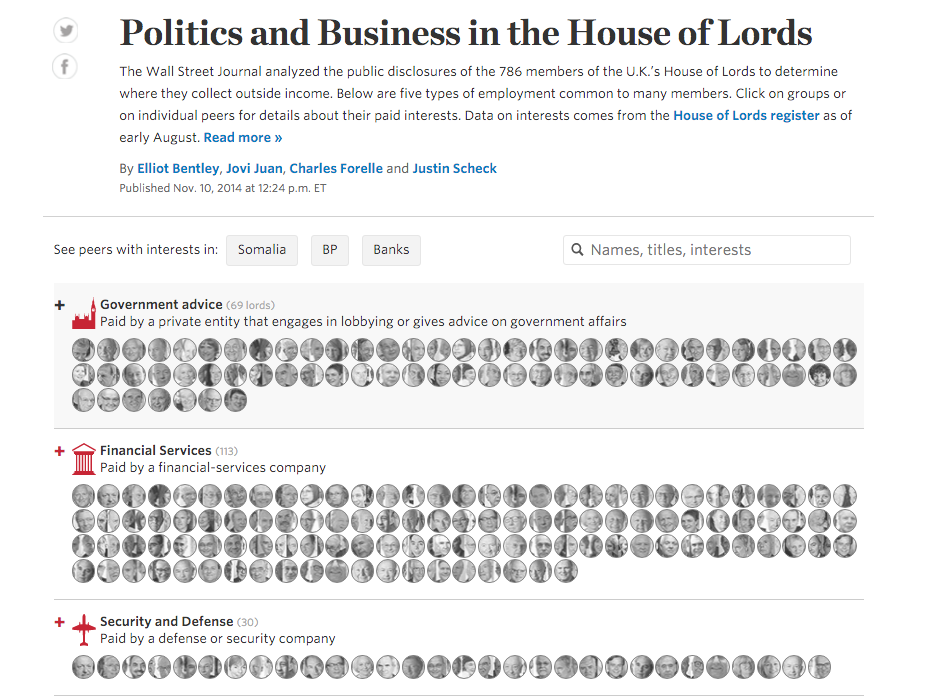 Politics and Business in the House of Lords
The Wall Street Journal analyzed the public disclosures of the 786 members of the U.K.'s House of Lords to determine
where they collect outside income. Below are five types of employment common to many members. Click on groups or
on individual peers for details about their paid interests. Data on interests comes from the House of Lords register as of
early August. Read more »
By Elliot Bentley, Jovi Juan, Charles Forelle and Justin Scheck
Published Nov. 10, 2014 at 12:24 p.m. ET
See peers with interests in: Somalia BP Banks Names, titles, interests
+ Government advice (69 lords)
Paid by a private entity that engages in lobbying or gives advice on government affairs
+ Financial Services (113)
Paid by a financial-services company
+ Security and Defense (30)
Paid by a defense or security company